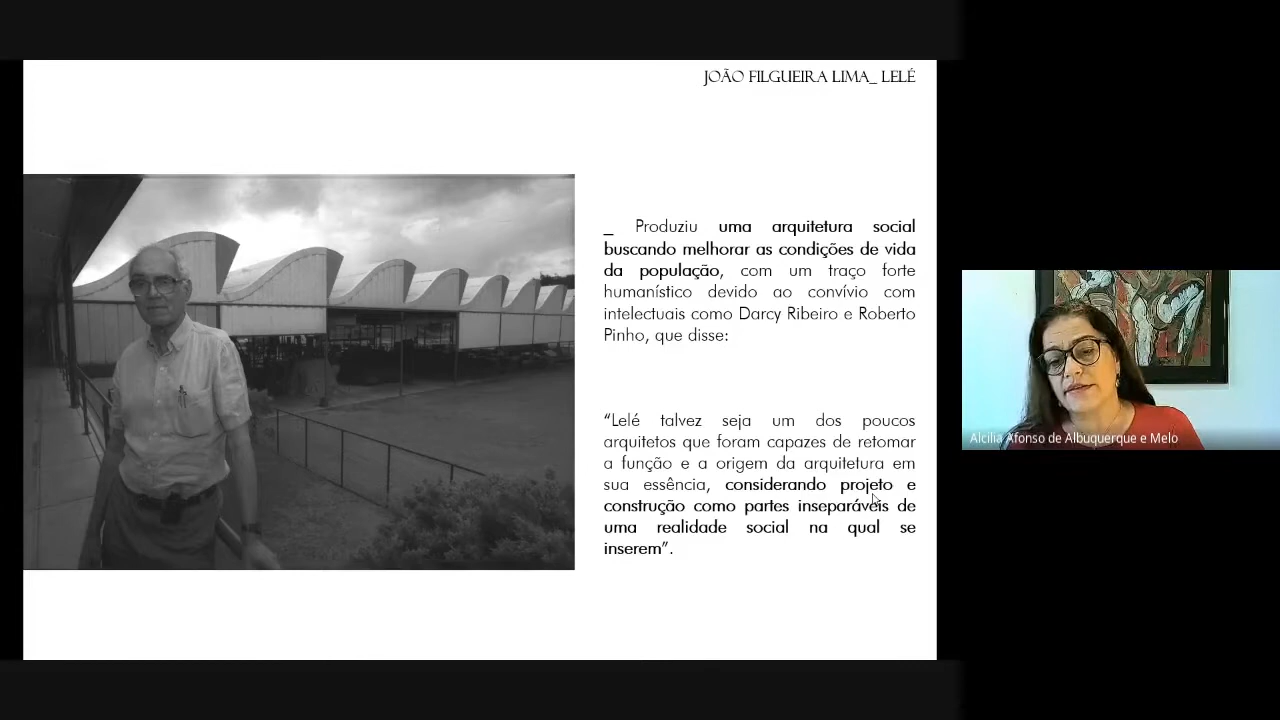 JOÃO FILGUEIRA LIMA_ LELÉ
_ Produziu uma arquitetura social
buscando melhorar as condições de vida
da população, com um traço forte
humanístico devido ao convívio com
intelectuais como Darcy Ribeiro e Roberto
Pinho, que disse:
“Lelé talvez seja um dos poucos
arquitetos que foram capazes de retomar
a função e a origem da arquitetura em
sua essência, considerando projeto e
construção como partes inseparáveis de
uma realidade social na qual se
inserem”.
Alcilia Afonso de Albuquerque e Melo